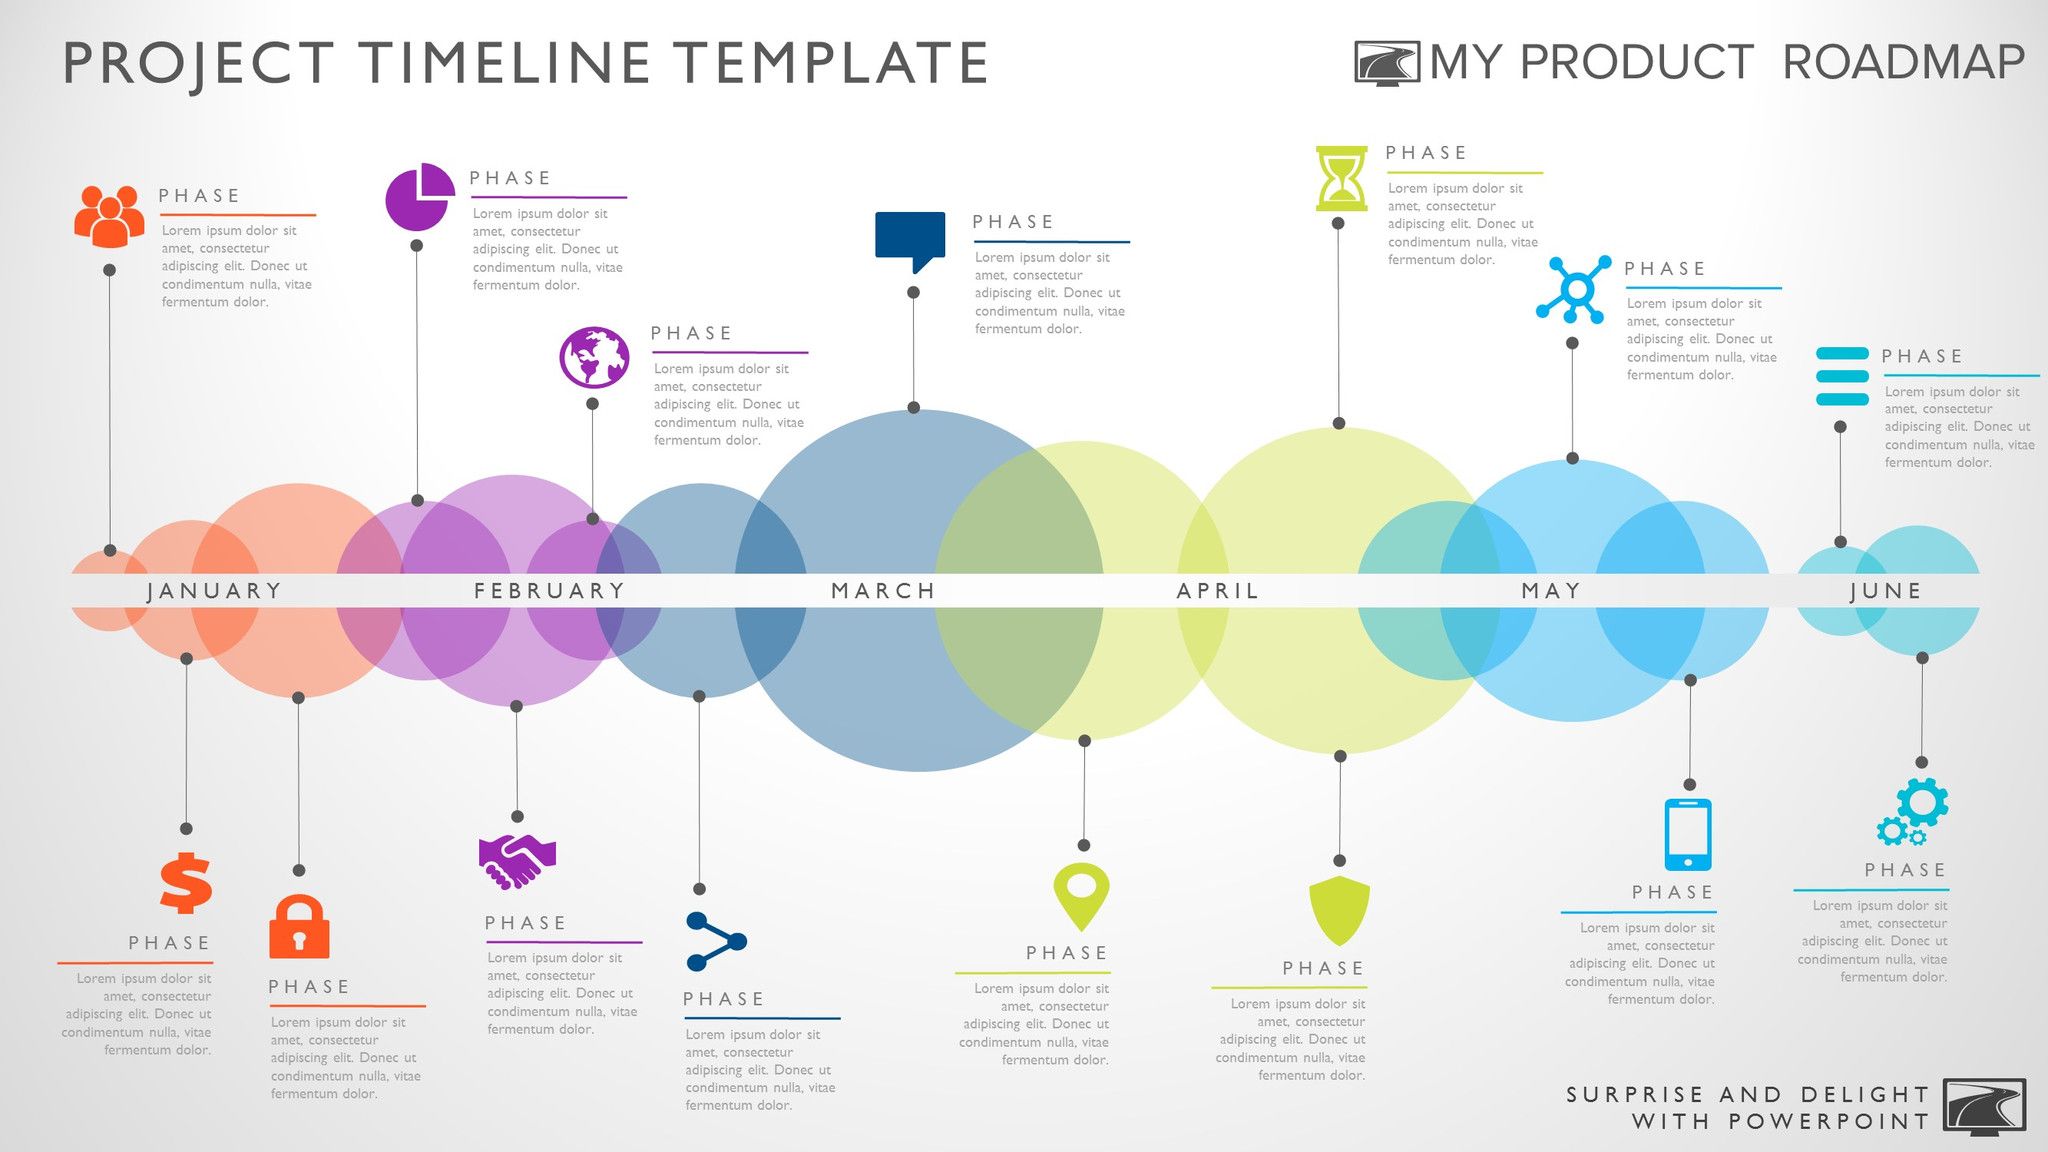 PROJECT TIMELINE TEMPLATE
MY PRODUCT ROADMAP
PHASE
Lorem ipsum dolor sit
amet, consectetur
adipiscing elit. Donec ut
condimentum nulla, vitae
fermentum dolor.
PHASE
Lorem ipsum dolor sit
amet, consectetur
adipiscing elit. Donec ut
condimentum nulla, vitae
fermentum dolor.
PHASE
Lorem ipsum dolor sit
amet, consectetur
adipiscing elit. Donec ut
condimentum nulla, vitae
fermentum dolor.
PHASE
Lorem ipsum dolor sit
amet, consectetur
adipiscing elit. Donec ut
condimentum nulla, vitae
fermentum dolor.
PHASE
Lorem ipsum dolor sit
amet, consectetur
adipiscing elit. Donec ut
condimentum nulla, vitae
fermentum dolor.
PHASE
Lorem ipsum dolor sit
amet, consectetur
adipiscing elit. Donec ut
condimentum nulla, vitae
fermentum dolor.
PHASE
Lorem ipsum dolor sit
amet, consectetur
adipiscing elit. Donec ut
condimentum nulla, vitae
fermentum dolor.
JANUARY
FEBRUARY
MARCH
APRIL
MAY
JUNE
PHASE
Lorem ipsum dolor sit
amet, consectetur
adipiscing elit. Donec ut
condimentum nulla, vitae
fermentum dolor.
PHASE
Lorem ipsum dolor sit
amet, consectetur
adipiscing elit. Donec ut
condimentum nulla, vitae
fermentum dolor.
PHASE
Lorem ipsum dolor sit
amet, consectetur
adipiscing elit. Donec ut
condimentum nulla, vitae
fermentum dolor.
PHASE
Lorem ipsum dolor sit
amet, consectetur
adipiscing elit. Donec ut
condimentum nulla, vitae
fermentum dolor.
PHASE
Lorem ipsum dolor sit
amet, consectetur
adipiscing elit. Donec ut
condimentum nulla, vitae
fermentum dolor.
PHASE
Lorem ipsum dolor sit
amet, consectetur
adipiscing elit. Donec ut
condimentum nulla, vitae
fermentum dolor.
PHASE
Lorem ipsum dolor sit
amet, consectetur
adipiscing elit. Donec ut
condimentum nulla, vitae
fermentum dolor.
PHASE
Lorem ipsum dolor sit
amet, consectetur
adipiscing elit. Donec ut
condimentum nulla, vitae
fermentum dolor.
SURPRISE AND DELIGHT
WITH POWERPOINT